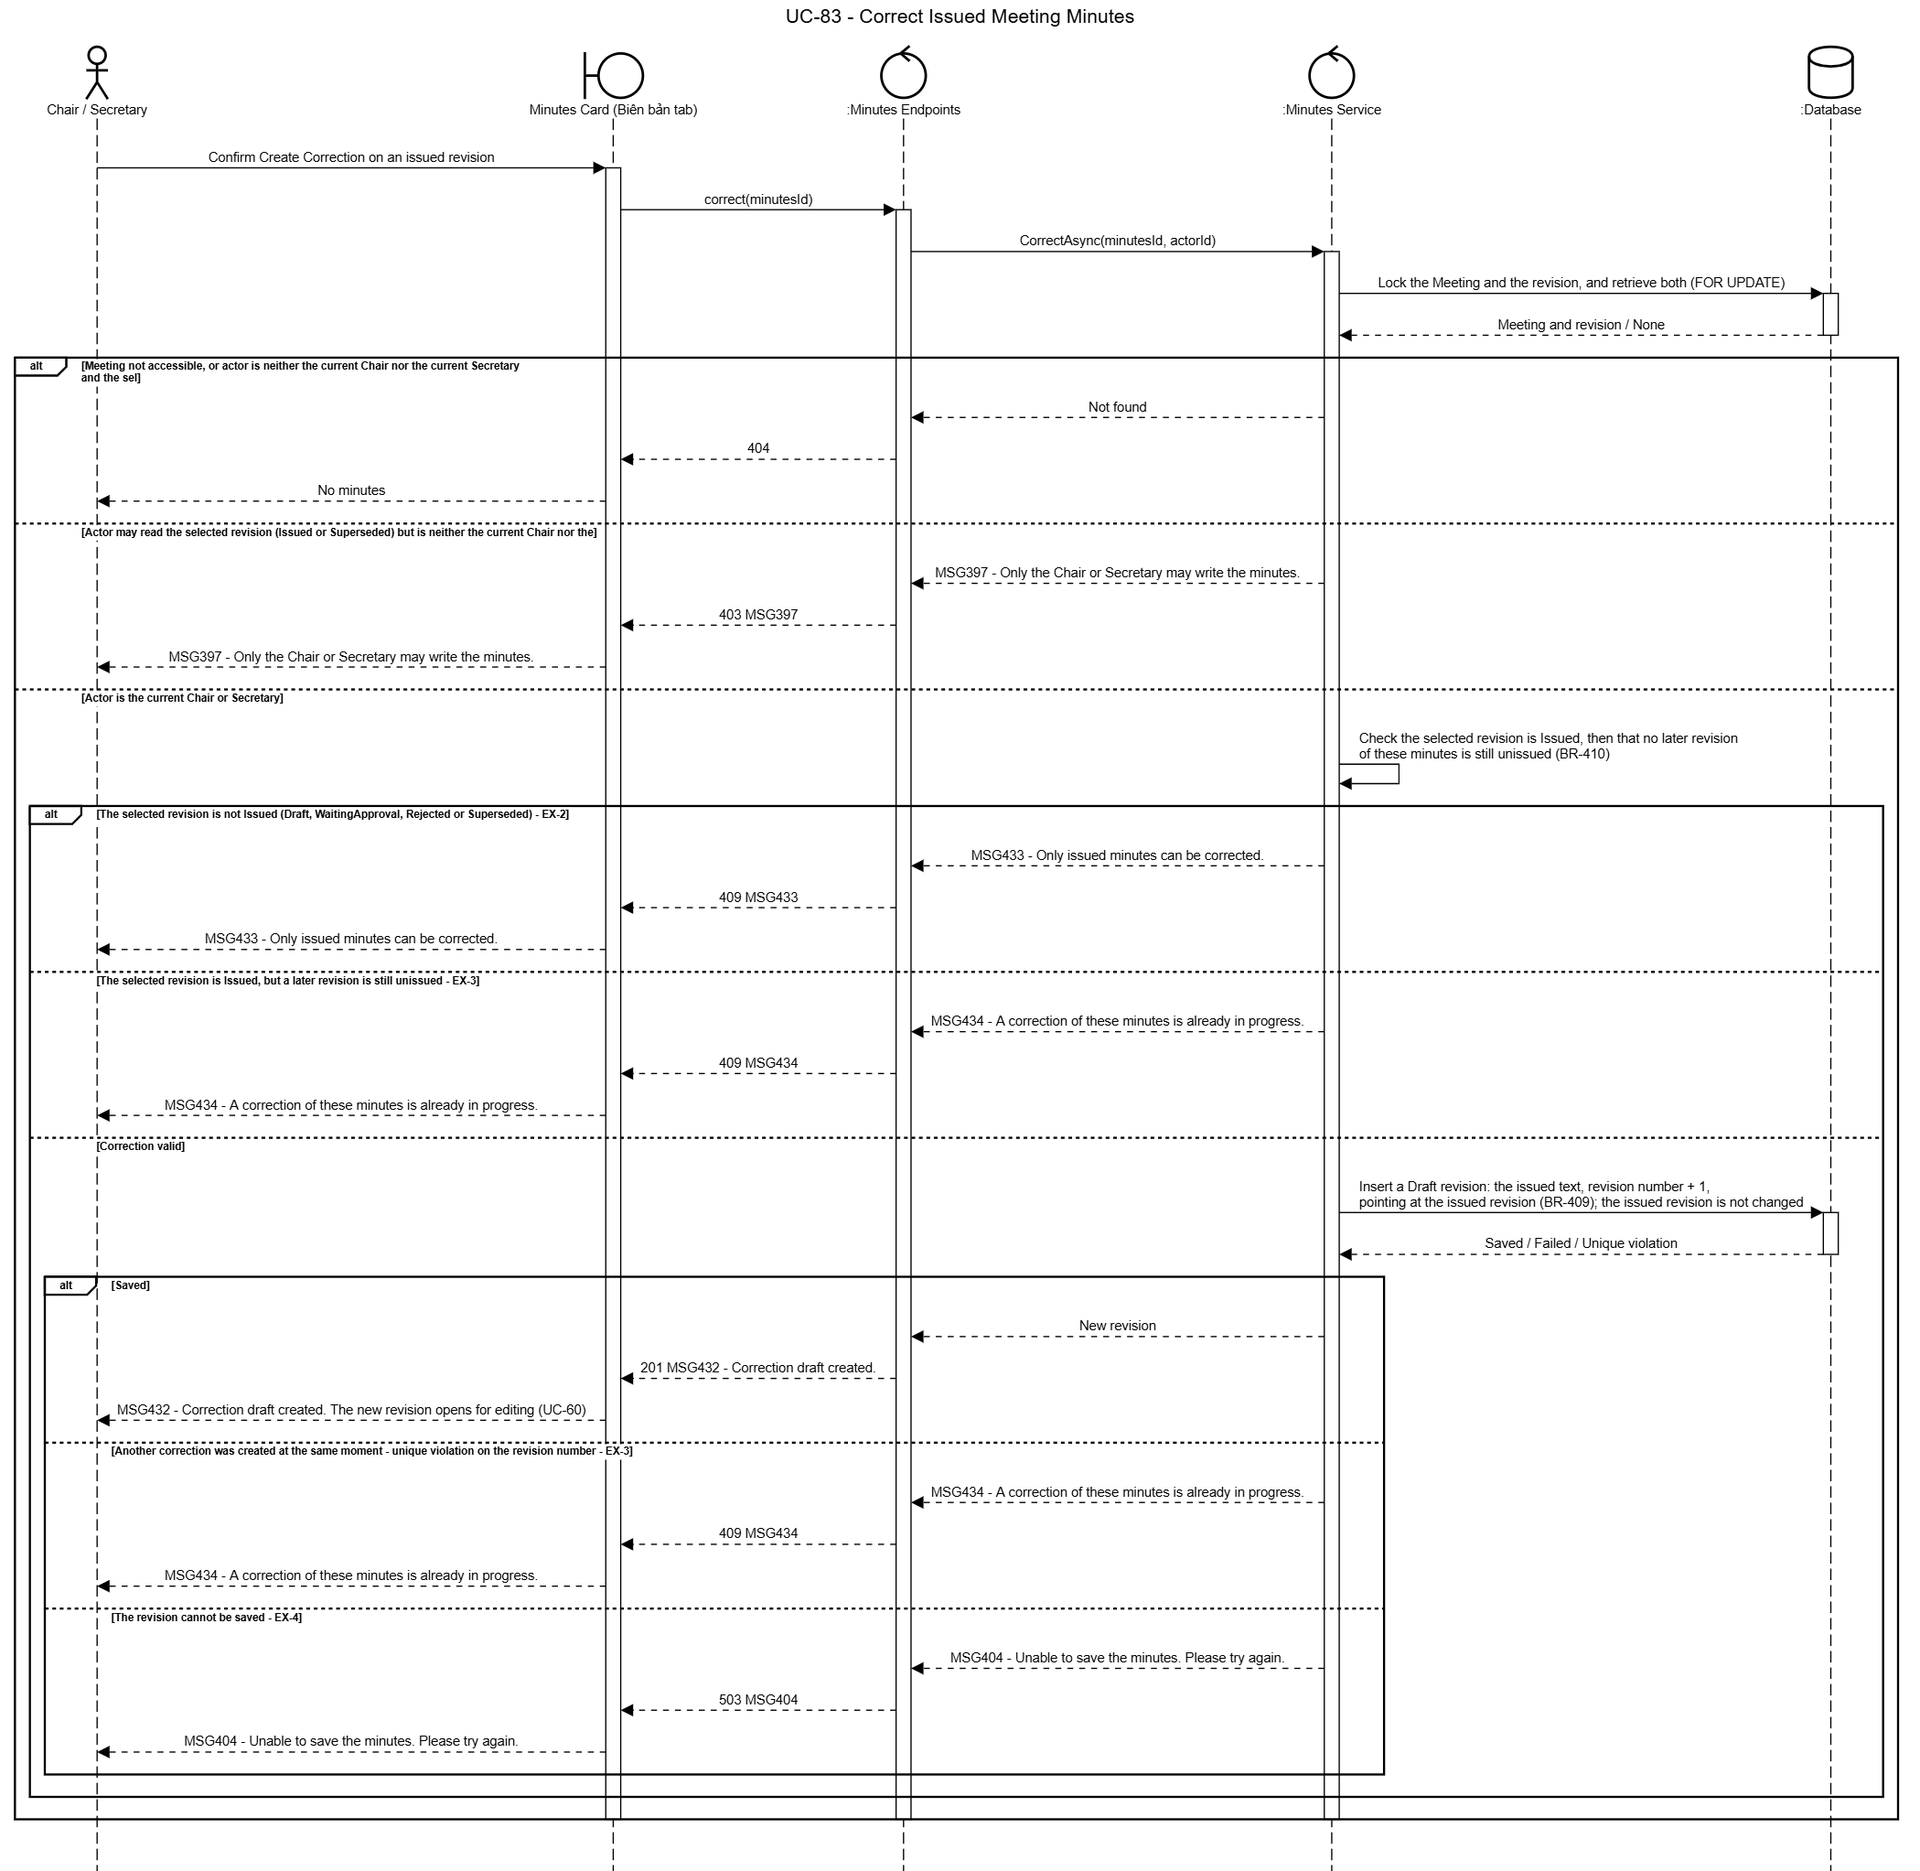 UC-83 - Correct Issued Meeting Minutes
Chair / Secretary
Minutes Card (Biên bản tab)
:Minutes Endpoints
:Minutes Service
:Database
Confirm Create Correction on an issued revision
correct(minutesId)
CorrectAsync(minutesId, actorId)
Lock the Meeting and the revision, and retrieve both (FOR UPDATE)
Meeting and revision / None
alt
[Meeting not accessible, or actor is neither the current Chair nor the current Secretary
and the sel]
Not found
404
No minutes
[Actor may read the selected revision (Issued or Superseded) but is neither the current Chair nor the]
MSG397 - Only the Chair or Secretary may write the minutes.
403 MSG397
MSG397 - Only the Chair or Secretary may write the minutes.
[Actor is the current Chair or Secretary]
Check the selected revision is Issued, then that no later revision
of these minutes is still unissued (BR-410)
alt
[The selected revision is not Issued (Draft, WaitingApproval, Rejected or Superseded) - EX-2]
MSG433 - Only issued minutes can be corrected.
409 MSG433
MSG433 - Only issued minutes can be corrected.
[The selected revision is Issued, but a later revision is still unissued - EX-3]
MSG434 - A correction of these minutes is already in progress.
409 MSG434
MSG434 - A correction of these minutes is already in progress.
[Correction valid]
Insert a Draft revision: the issued text, revision number + 1,
pointing at the issued revision (BR-409); the issued revision is not changed
Saved / Failed / Unique violation
alt
[Saved]
New revision
201 MSG432 - Correction draft created.
MSG432 - Correction draft created. The new revision opens for editing (UC-60)
[Another correction was created at the same moment - unique violation on the revision number - EX-3]
MSG434 - A correction of these minutes is already in progress.
409 MSG434
MSG434 - A correction of these minutes is already in progress.
[The revision cannot be saved - EX-4]
MSG404 - Unable to save the minutes. Please try again.
503 MSG404
MSG404 - Unable to save the minutes. Please try again.